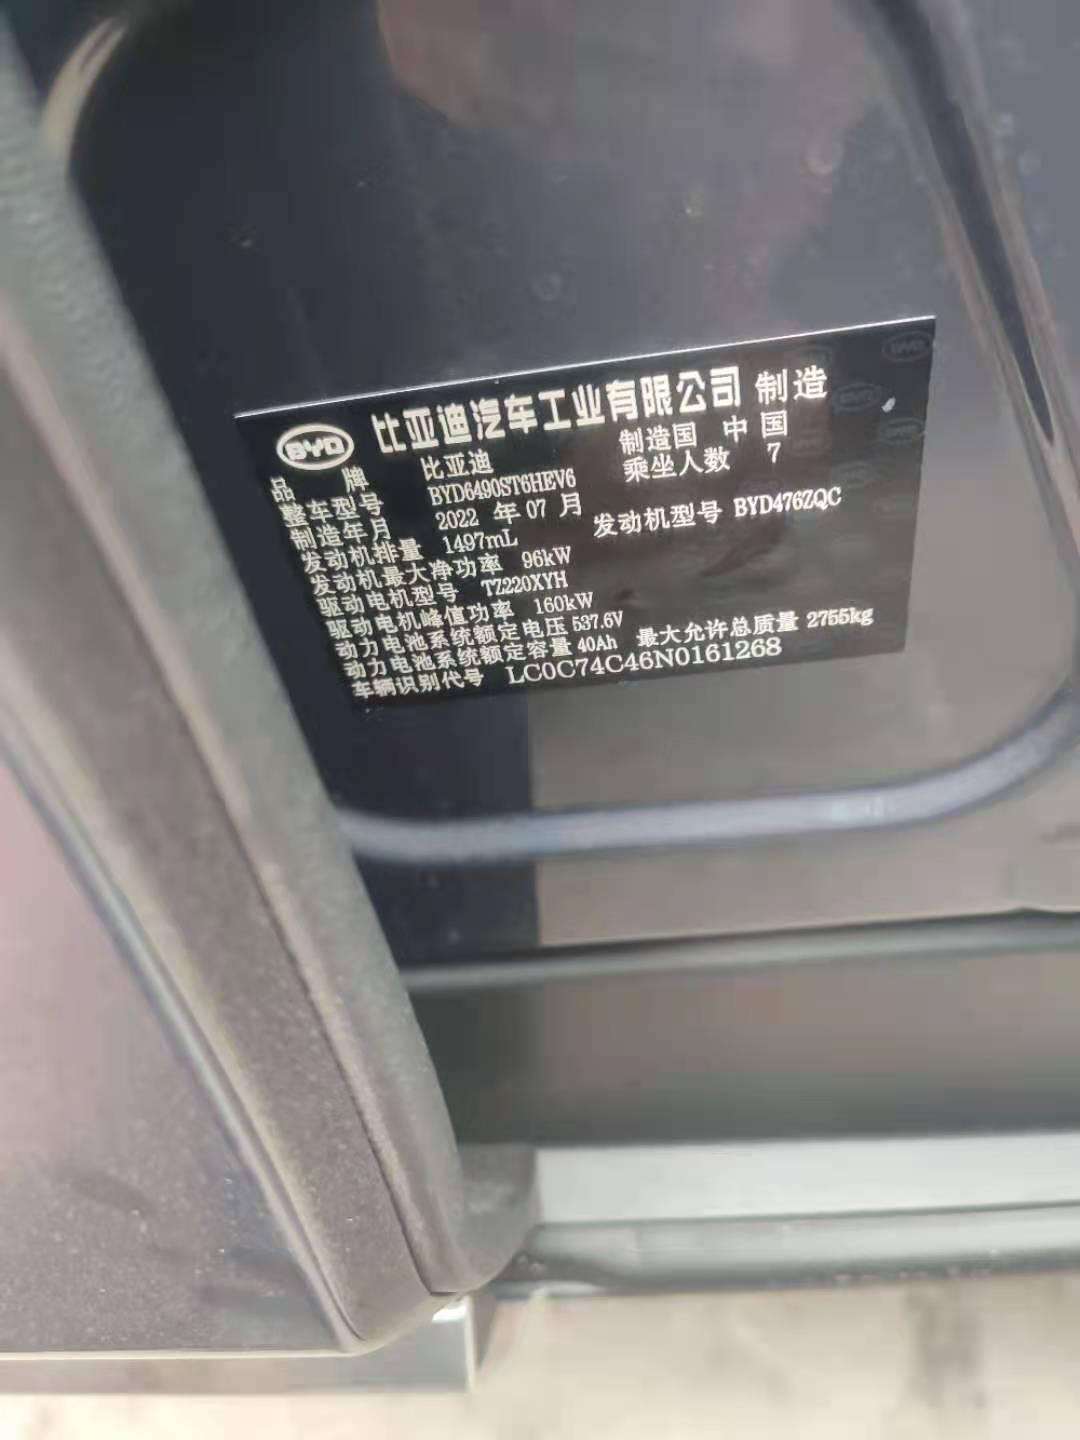 BYD 比亚迪汽车工业有限公司 制造
品牌 比亚迪 制造国 中国
整车型号 BYD6490ST6HEV6 乘坐人数 7
制造年月 2022 年 07 月
发动机排量 1497mL 发动机型号 BYD476ZQC
发动机最大净功率 96kW
驱动电机型号 TZ220XYH
驱动电机峰值功率 160kW
动力电池系统额定电压 537.6V
动力电池系统额定容量 40Ah 最大允许总质量 2755kg
车辆识别代号 LC0C74C46N0161268